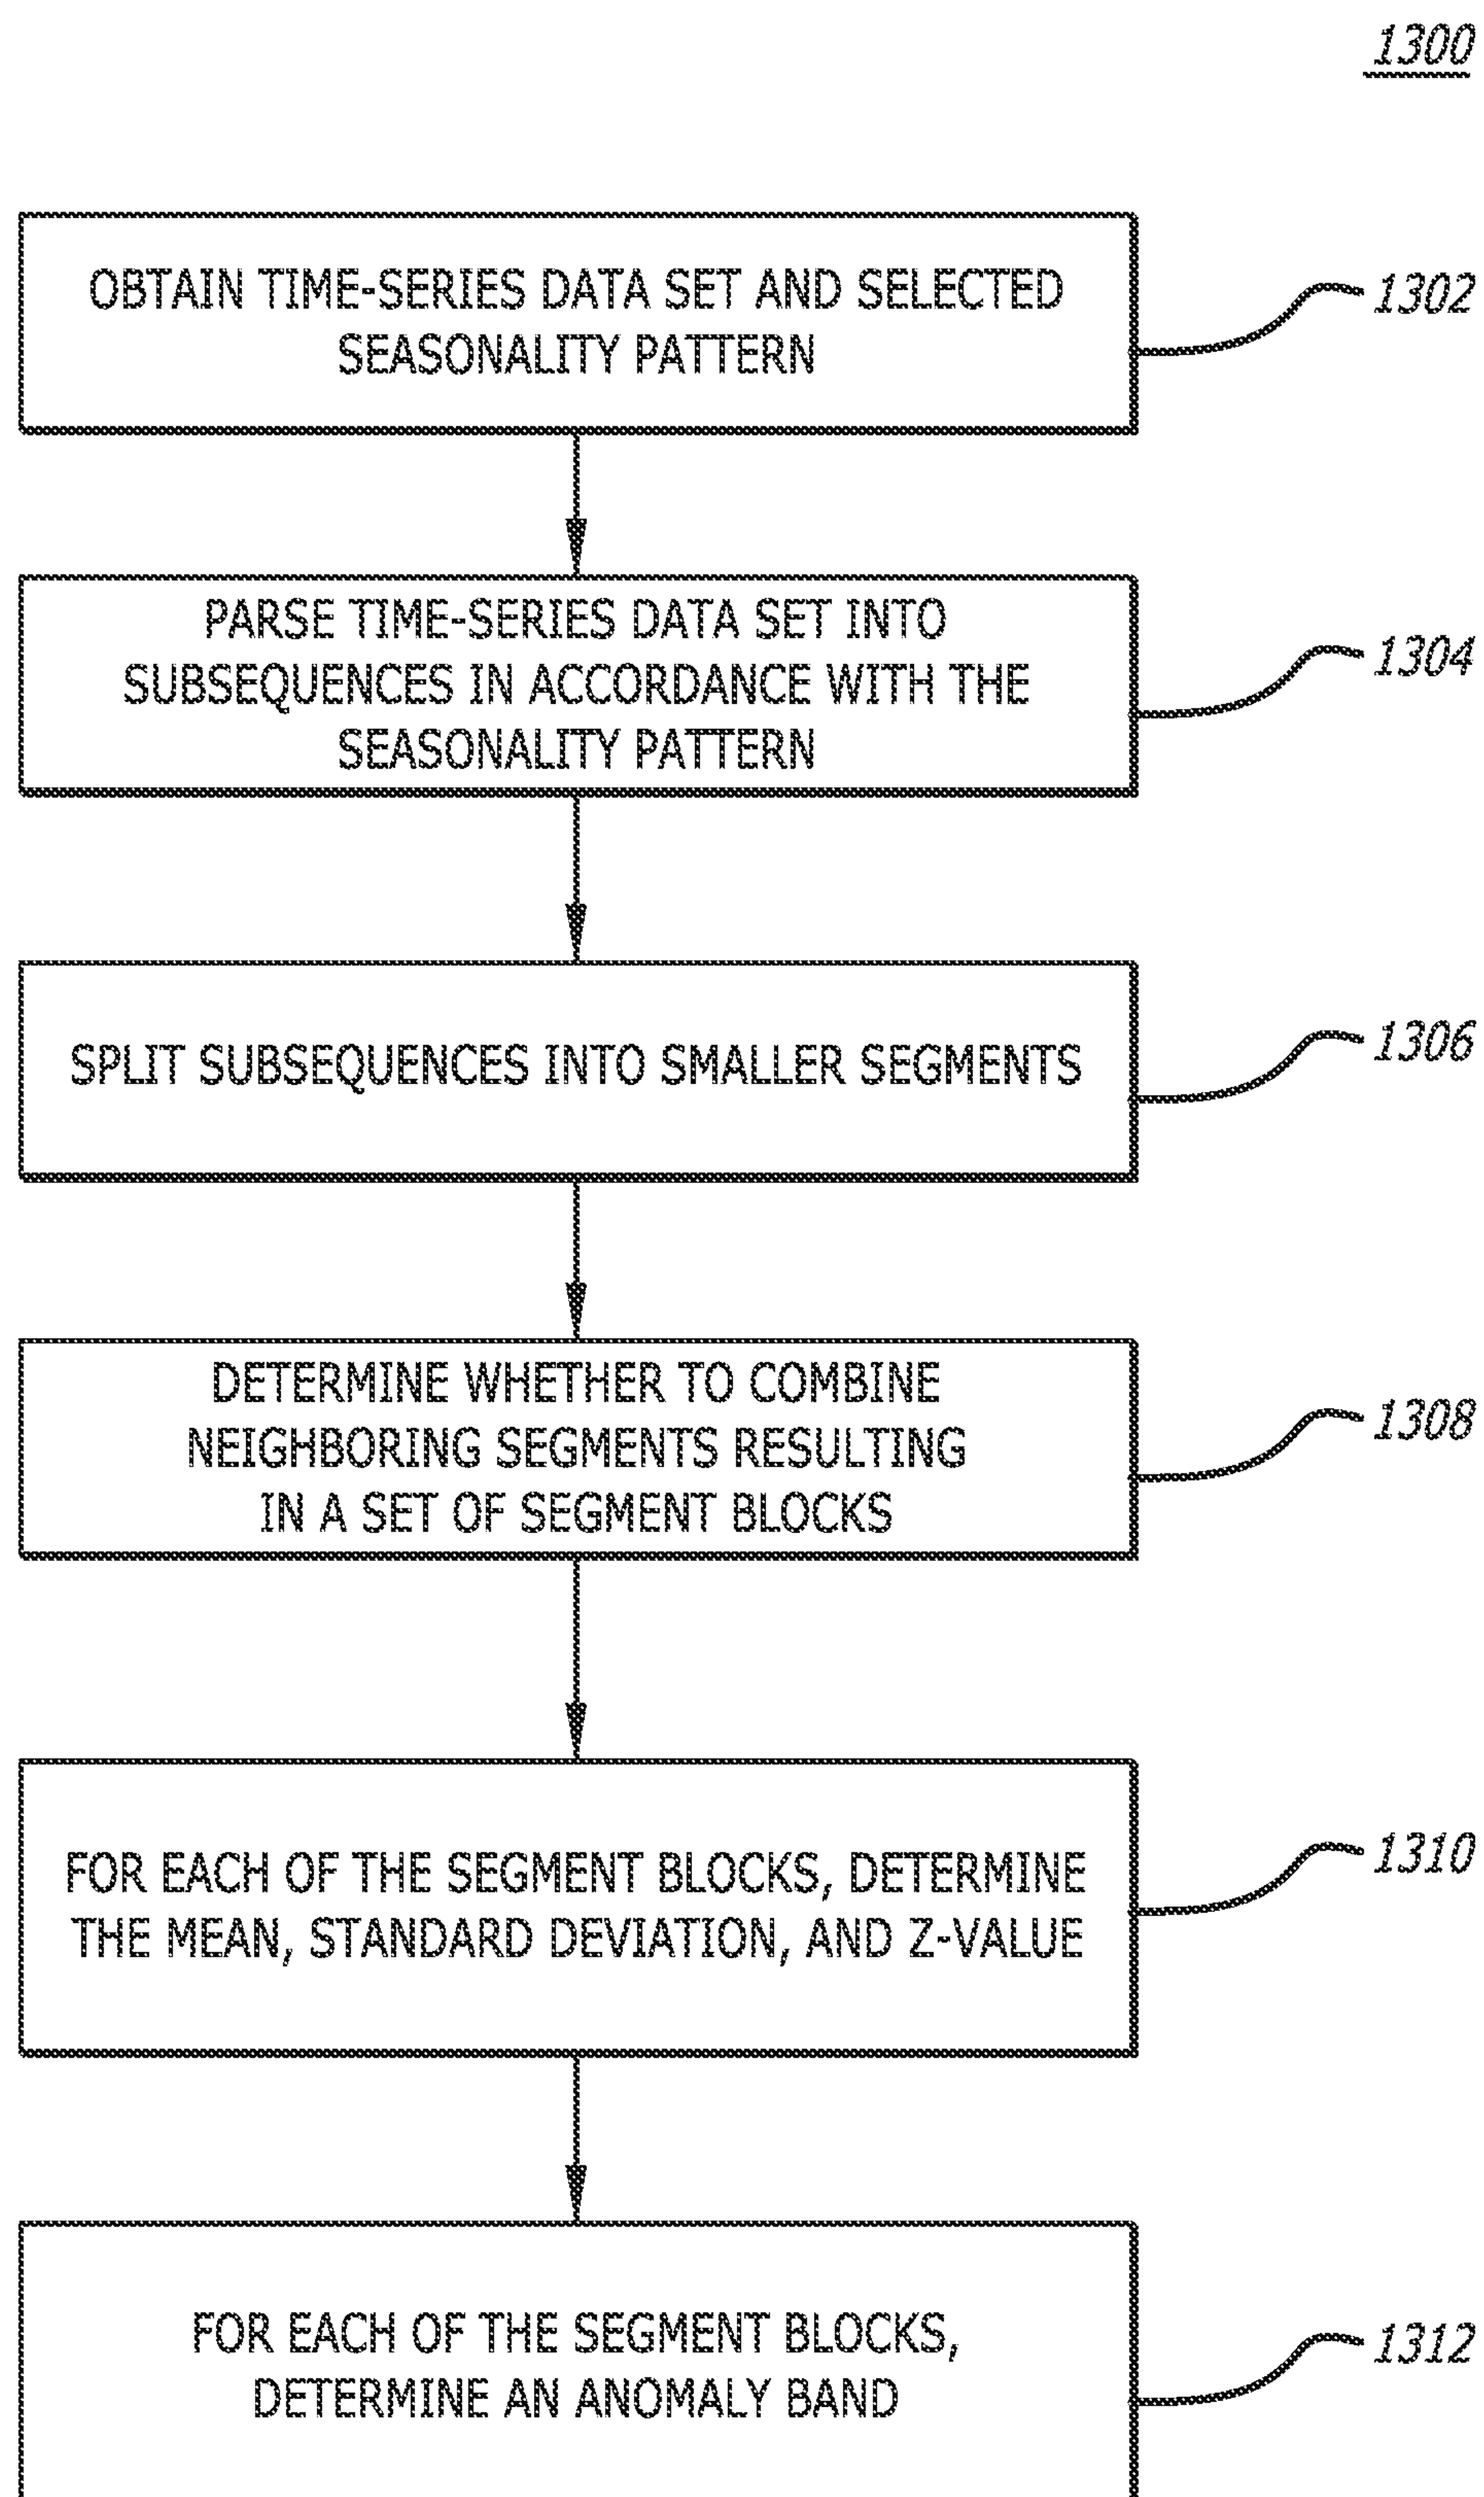 1300
OBTAIN TIME-SERIES DATA SET AND SELECTED
SEASONALITY PATTERN
1302
PARSE TIME-SERIES DATA SET INTO
SUBSEQUENCES IN ACCORDANCE WITH THE
SEASONALITY PATTERN
1304
SPLIT SUBSEQUENCES INTO SMALLER SEGMENTS
1306
DETERMINE WHETHER TO COMBINE
NEIGHBORING SEGMENTS RESULTING
IN A SET OF SEGMENT BLOCKS
1308
FOR EACH OF THE SEGMENT BLOCKS, DETERMINE
THE MEAN, STANDARD DEVIATION, AND Z-VALUE
1310
FOR EACH OF THE SEGMENT BLOCKS,
DETERMINE AN ANOMALY BAND
1312